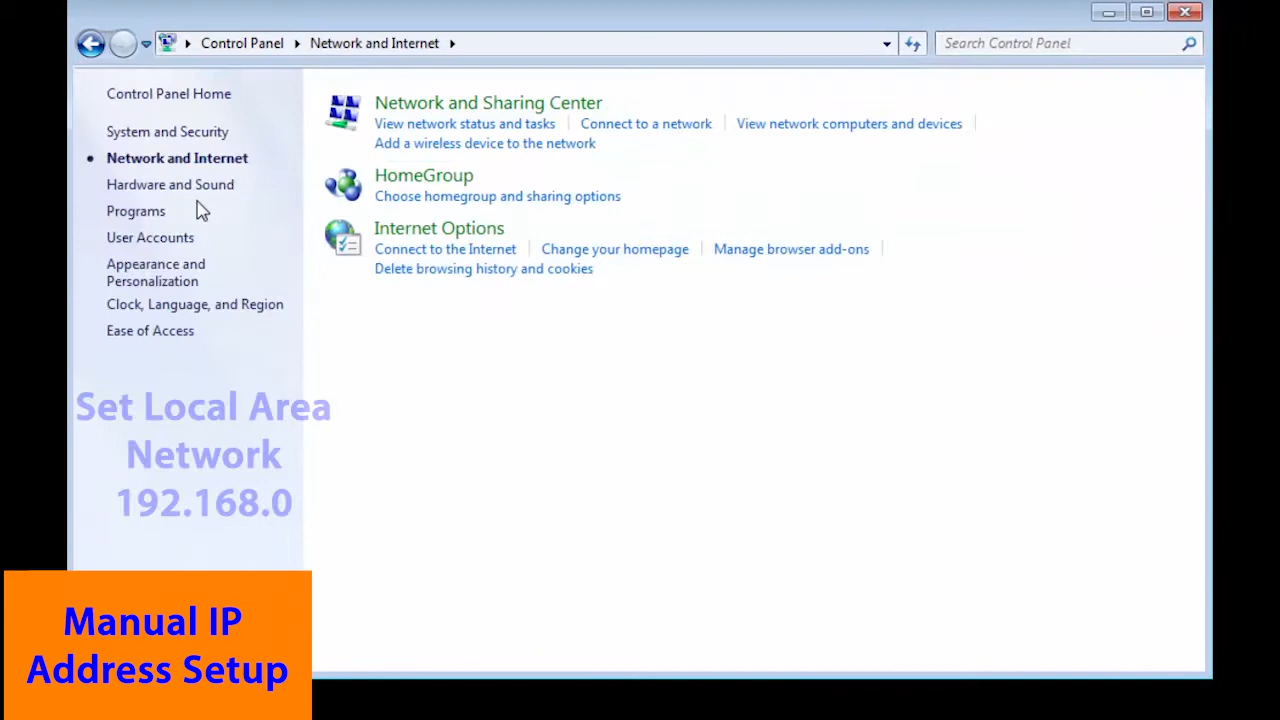 Control Panel Network and Internet
Search Control Panel
Control Panel Home
System and Security
Network and Internet
Hardware and Sound
Programs
User Accounts
Appearance and
Personalization
Clock, Language, and Region
Ease of Access
Network and Sharing Center
View network status and tasks Connect to a network View network computers and devices
Add a wireless device to the network
HomeGroup
Choose homegroup and sharing options
Internet Options
Connect to the Internet Change your homepage Manage browser add-ons
Delete browsing history and cookies
Set Local Area
Network
192.168.0
Manual IP
Address Setup